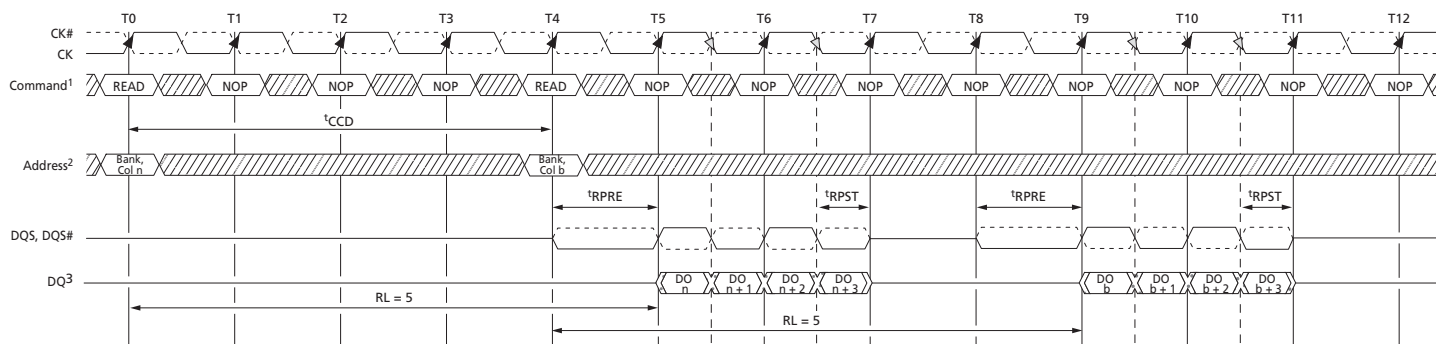 T0 T1 T2 T3 T4 T5 T6 T7 T8 T9 T10 T11 T12
CK#
CK
Command1 READ NOP NOP NOP READ NOP NOP NOP NOP NOP NOP NOP NOP
tCCD
Address2 Bank, Col n Bank, Col b
tRPRE tRPST tRPRE tRPST
DQS, DQS#
DQ3 DO n DO n + 1 DO n + 2 DO n + 3 DO b DO b + 1 DO b + 2 DO b + 3
RL = 5
RL = 5